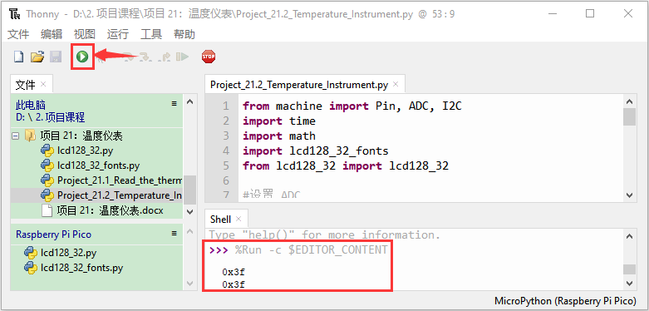 Thonny - D:\2. 项目课程\项目 21：温度仪表\Project_21.2_Temperature_Instrument.py @ 53 : 9
文件 编辑 视图 运行 工具 帮助
STOP
文件
此电脑
D: \ 2. 项目课程
项目 21：温度仪表
lcd128_32.py
lcd128_32_fonts.py
Project_21.1_Read_the_therm
Project_21.2_Temperature_In
项目 21：温度仪表.docx
Raspberry Pi Pico
lcd128_32.py
lcd128_32_fonts.py
Project_21.2_Temperature_Instrument.py
1 from machine import Pin, ADC, I2C
2 import time
3 import math
4 import lcd128_32_fonts
5 from lcd128_32 import lcd128_32
6
7 #设置 ADC
Shell
Type "help()" for more information.
>>> %Run -c $EDITOR_CONTENT
0x3f
0x3f
MicroPython (Raspberry Pi Pico)